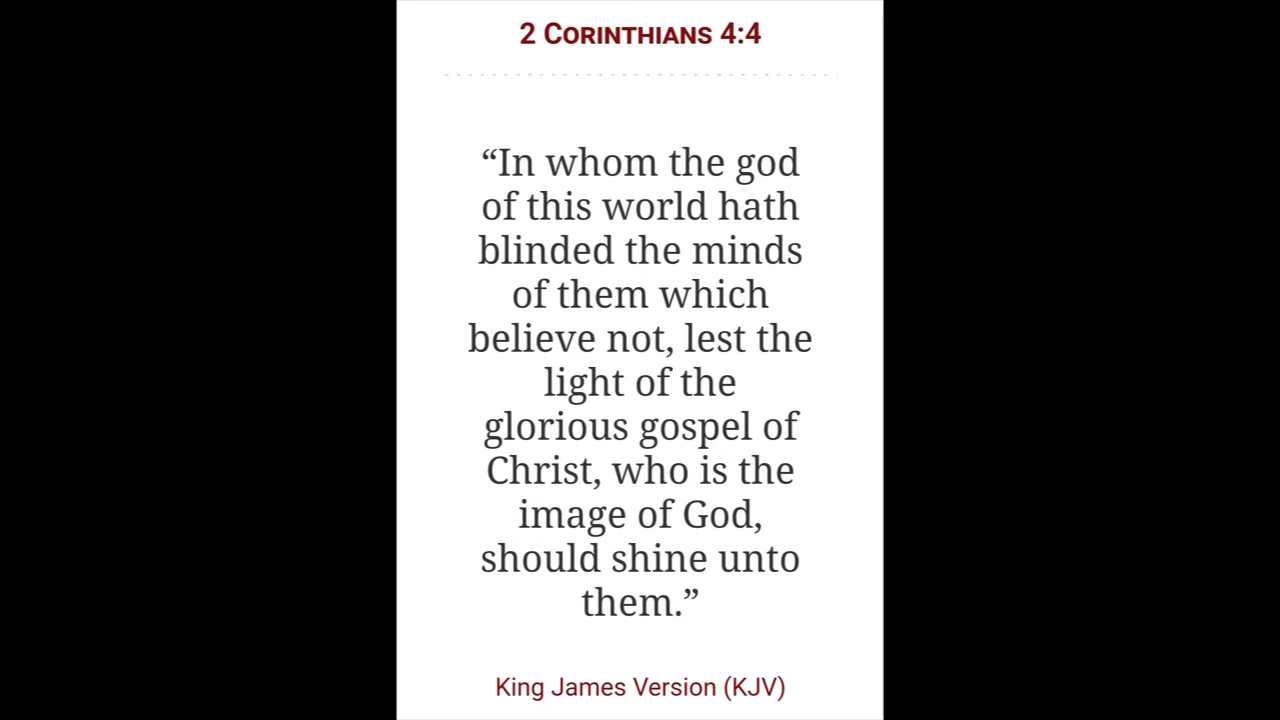 2 CORINTHIANS 4:4
“In whom the god
of this world hath
blinded the minds
of them which
believe not, lest the
light of the
glorious gospel of
Christ, who is the
image of God,
should shine unto
them.”
King James Version (KJV)